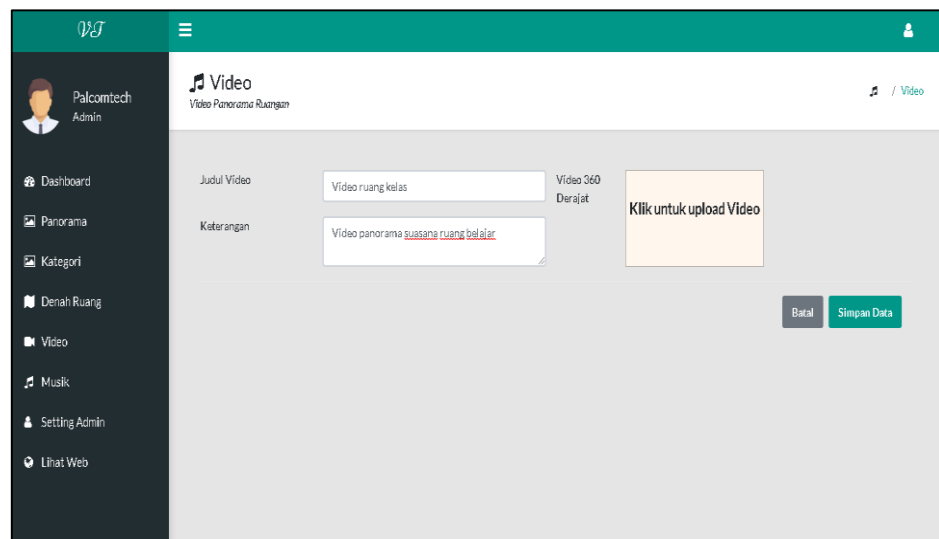 VT
Palcomtech
Admin
Dashboard
Panorama
Kategori
Denah Ruang
Video
Musik
Setting Admin
Lihat Web
Video
Video Panorama Ruangan
/ Video
Judul Video
Video ruang kelas
Keterangan
Video panorama suasana ruang belajar
Video 360
Derajat
Klik untuk upload Video
Batal
Simpan Data